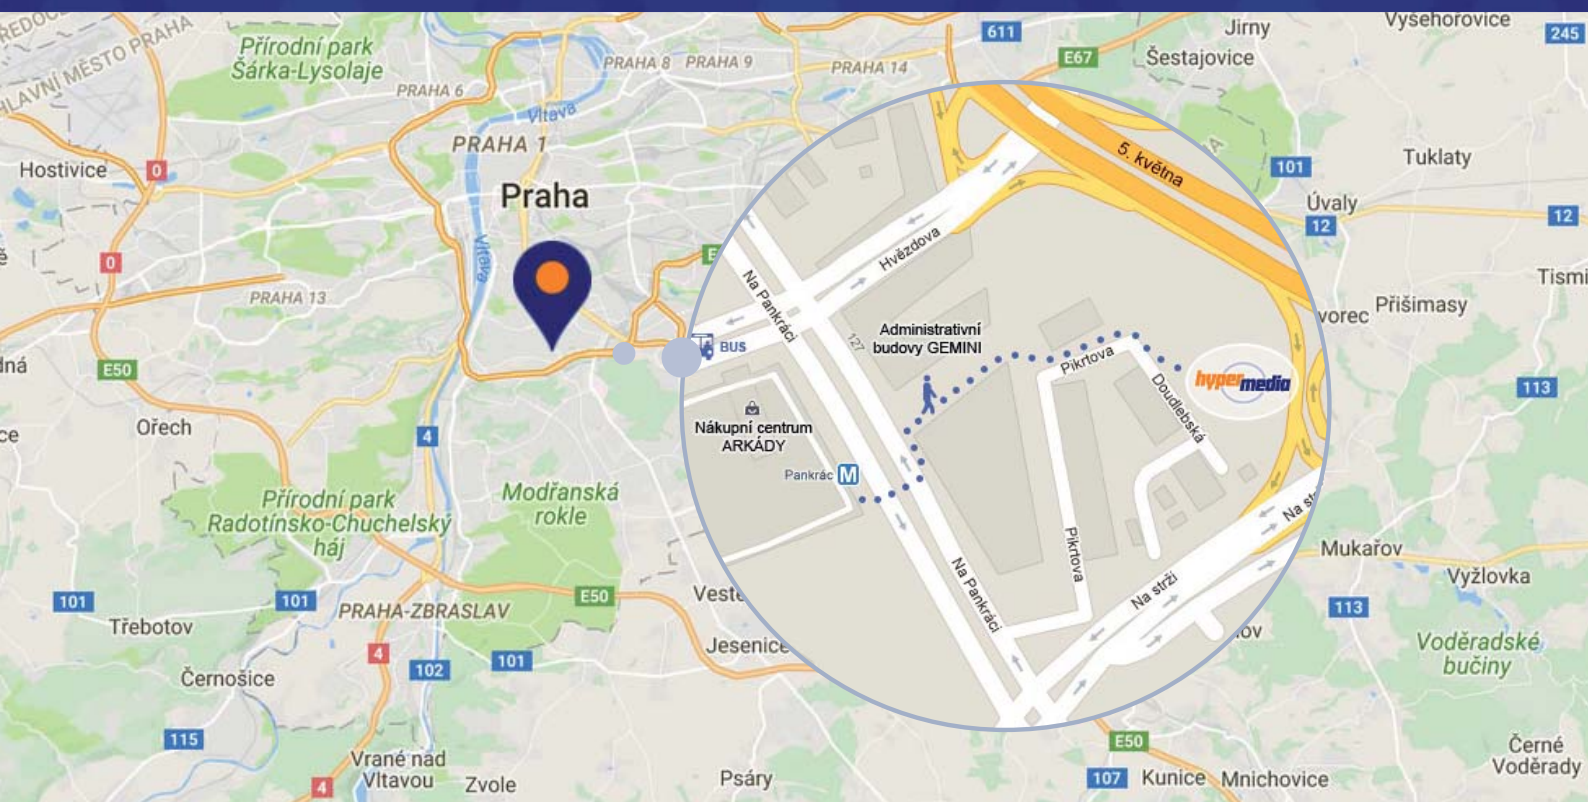 HLAVNÍ MĚSTO PRAHA
Přírodní park
Šárka-Lysolaje
PRAHA 6
PRAHA 8
PRAHA 9
PRAHA 14
611
E67
Jirny
Šestajovice
Vyšehořovice
245
Vltava
PRAHA 1
Praha
Hostivice
0
101
Tuklaty
Úvaly
12
12
Vltava
0
PRAHA 13
Tismi
Přišimasy
vorec
E50
113
Ořech
4
Přírodní park
Radotínsko-Chuchelský
háj
Modřanská
rokle
5. května
Hvězdova
Na Pankráci
127
BUS
Administrativní
budovy GEMINI
Pikrtova
Doudlebská
hypermedia
Nákupní centrum
ARKÁDY
Pankrác M
Pikrtova
Na Pankráci
Na strži
Na st
Mukařov
Vyžlovka
113
Voděradské
bučiny
101
101
E50
Veste
Třebotov
PRAHA-ZBRASLAV
4
102
101
Jesenice
Černošice
115
Vrané nad
Vltavou
4
Zvole
Psáry
E50
107
Kunice
Mnichovice
Černé
Voděrady